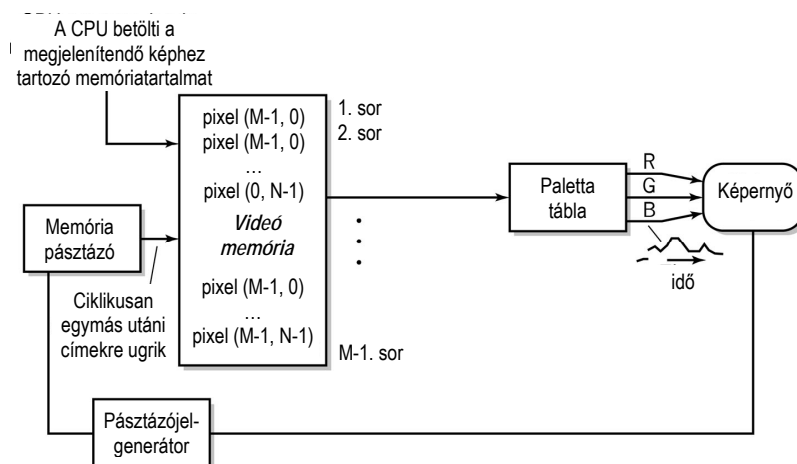 A CPU betölti a
megjelenítendő képhez
tartozó memóriatartalmat
pixel (M-1, 0)
pixel (M-1, 0)
...
pixel (0, N-1)
Videó
memória
pixel (M-1, 0)
...
pixel (M-1, N-1)
1. sor
2. sor
M-1. sor
Memória
pásztázó
Ciklikusan
egymás utáni
címekre ugrik
Paletta
tábla
R
G
B
idő
Képernyő
Pásztázójel-
generátor